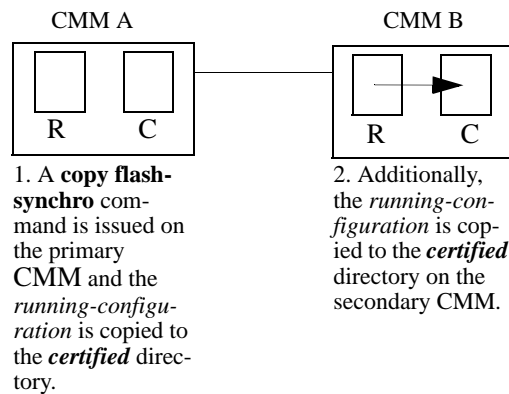 CMM A
CMM B
R
C
R
C
1. A copy flash-
synchro com-
mand is issued on
the primary
CMM and the
running-configu-
ration is copied to
the certified direc-
tory.
2. Additionally,
the running-con-
figuration is cop-
ied to the certified
directory on the
secondary CMM.